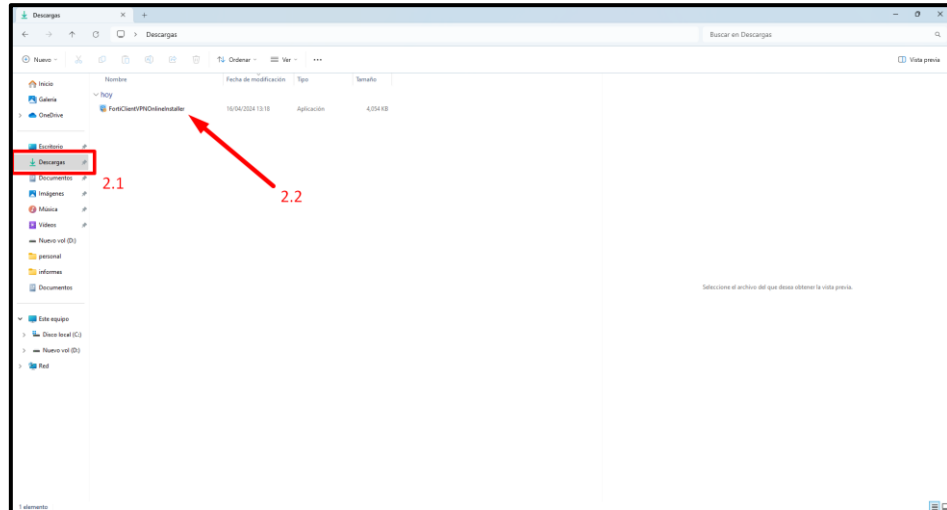 Descargas
Descargas
Buscar en Descargas
Nuevo
Ordenar
Ver
Vista previa
Nombre
Fecha de modificación
Tipo
Tamaño
Inicio
Galería
OneDrive
hoy
FortiClientVPNOnlineInstaller
16/04/2024 13:18
Aplicación
4,054 KB
Escritorio
Descargas
Documentos
Imágenes
Música
Vídeos
Nuevo vol (D:)
personal
informes
Documentos
2.1
2.2
Seleccione el archivo del que desea obtener la vista previa.
Este equipo
Disco local (C:)
Nuevo vol (D:)
Red
1 elemento